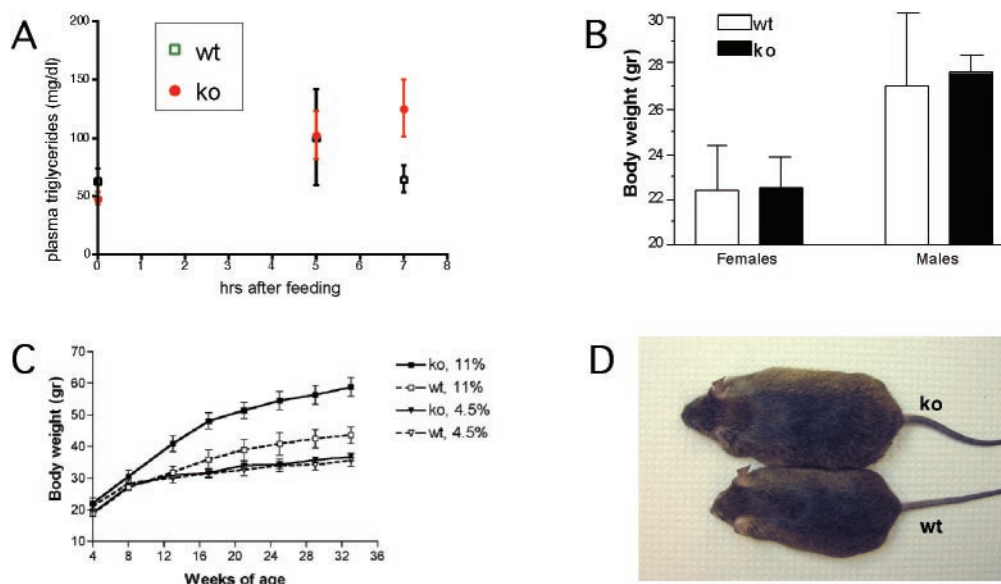 A
plasma triglycerides (mg/dl)
200
150
100
50
0
wt
ko
0 1 2 3 4 5 6 7 8
hrs after feeding
B
Body weight (gr)
30
28
26
24
22
20
wt
ko
Females Males
C
Body weight (gr)
70
60
50
40
30
20
10
4 8 12 16 20 24 28 32 36
Weeks of age
ko, 11%
wt, 11%
ko, 4.5%
wt, 4.5%
D
ko
wt